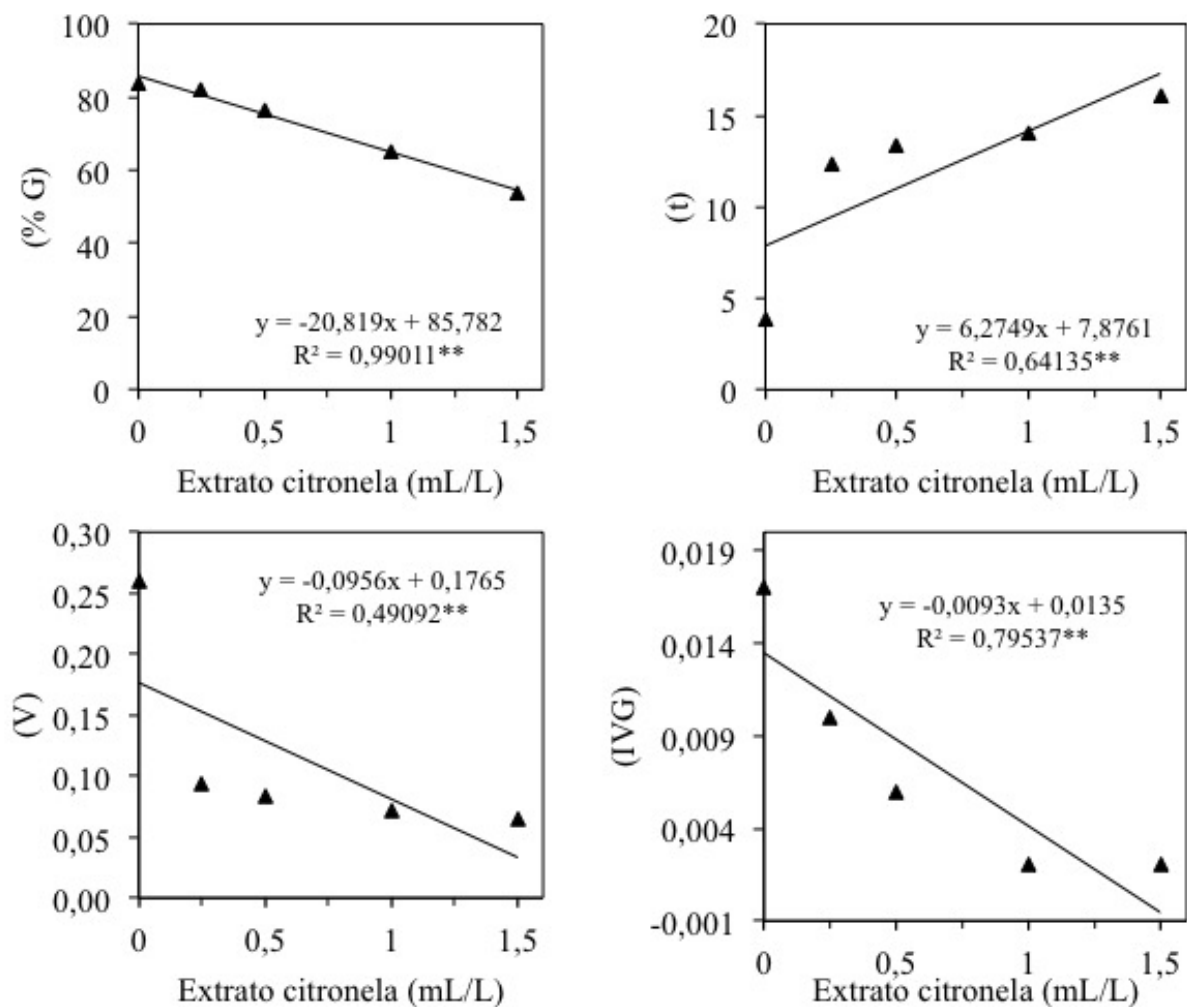 100
80
60
40
20
0
(% G)
y = -20,819x + 85,782
R² = 0,99011**
0 0,5 1 1,5
Extrato citronela (mL/L)
20
15
10
5
0
(t)
y = 6,2749x + 7,8761
R² = 0,64135**
0 0,5 1 1,5
Extrato citronela (mL/L)
0,30
0,25
0,20
0,15
0,10
0,05
0,00
(V)
y = -0,0956x + 0,1765
R² = 0,49092**
0 0,5 1 1,5
Extrato citronela (mL/L)
0,019
0,014
0,009
0,004
-0,001
(IVG)
y = -0,0093x + 0,0135
R² = 0,79537**
0 0,5 1 1,5
Extrato citronela (mL/L)